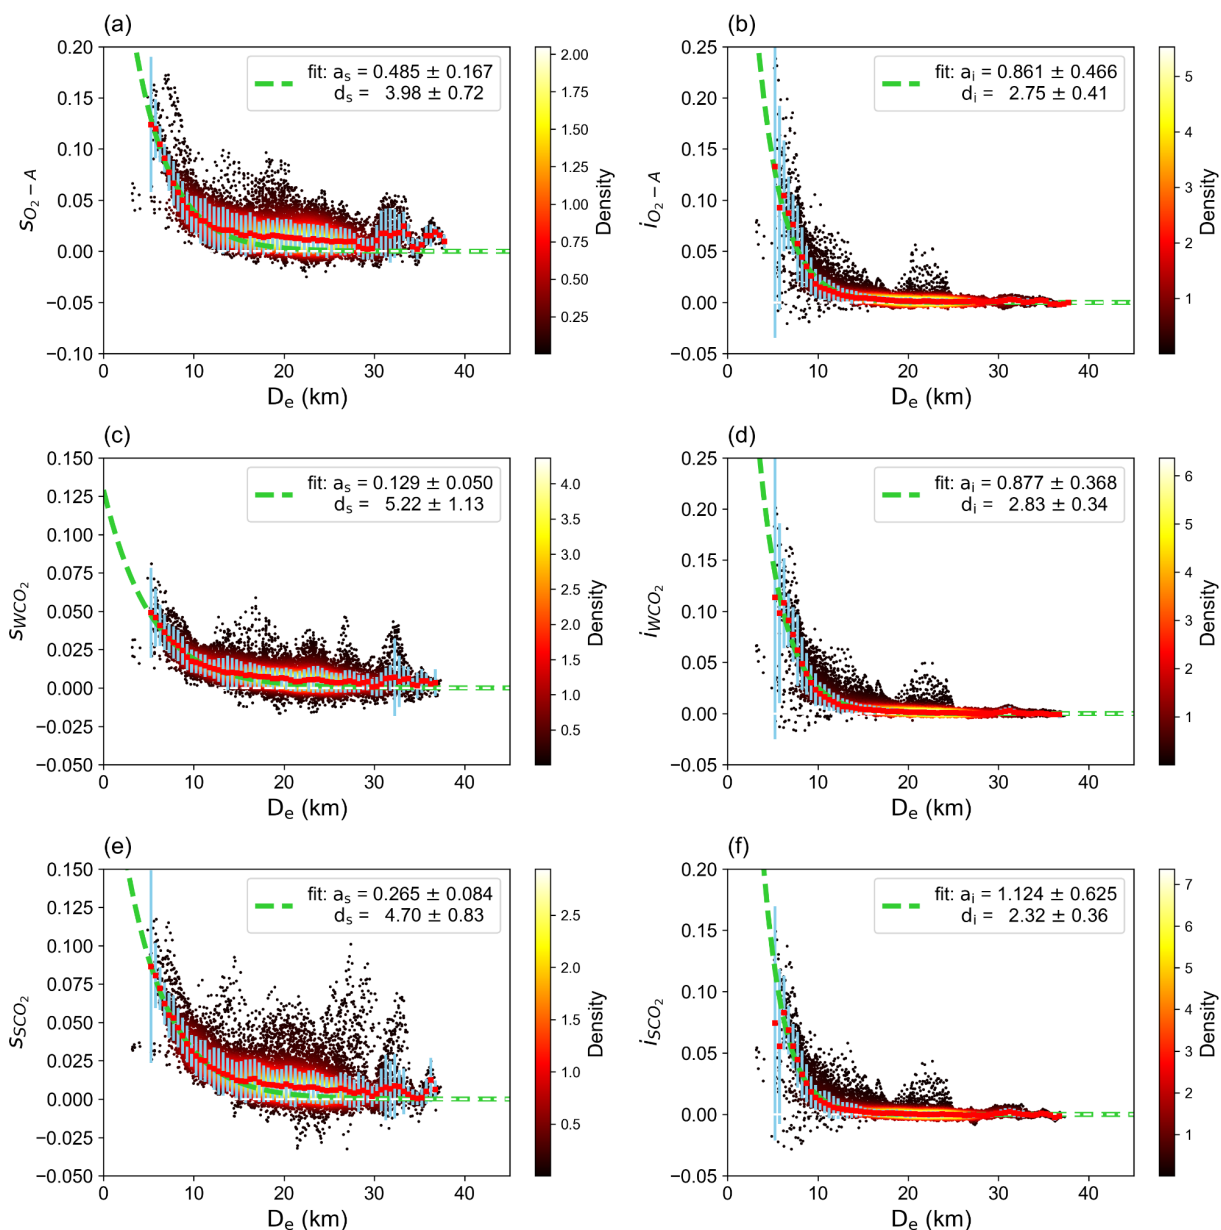 (a)
fit: a_s = 0.485 ± 0.167
d_s = 3.98 ± 0.72
0.20
0.15
0.10
0.05
0.00
−0.05
−0.10
s_{O_2−A}
0 10 20 30 40
D_e (km)
2.00
1.75
1.50
1.25
1.00
0.75
0.50
0.25
Density
(b)
fit: a_i = 0.861 ± 0.466
d_i = 2.75 ± 0.41
0.25
0.20
0.15
0.10
0.05
0.00
−0.05
i_{O_2−A}
0 10 20 30 40
D_e (km)
5
4
3
2
1
Density
(c)
fit: a_s = 0.129 ± 0.050
d_s = 5.22 ± 1.13
0.150
0.125
0.100
0.075
0.050
0.025
0.000
−0.025
−0.050
s_{WCO_2}
0 10 20 30 40
D_e (km)
4.0
3.5
3.0
2.5
2.0
1.5
1.0
0.5
Density
(d)
fit: a_i = 0.877 ± 0.368
d_i = 2.83 ± 0.34
0.25
0.20
0.15
0.10
0.05
0.00
−0.05
i_{WCO_2}
0 10 20 30 40
D_e (km)
6
5
4
3
2
1
Density
(e)
fit: a_s = 0.265 ± 0.084
d_s = 4.70 ± 0.83
0.150
0.125
0.100
0.075
0.050
0.025
0.000
−0.025
−0.050
s_{SCO_2}
0 10 20 30 40
D_e (km)
2.5
2.0
1.5
1.0
0.5
Density
(f)
fit: a_i = 1.124 ± 0.625
d_i = 2.32 ± 0.36
0.20
0.15
0.10
0.05
0.00
−0.05
i_{SCO_2}
0 10 20 30 40
D_e (km)
7
6
5
4
3
2
1
Density